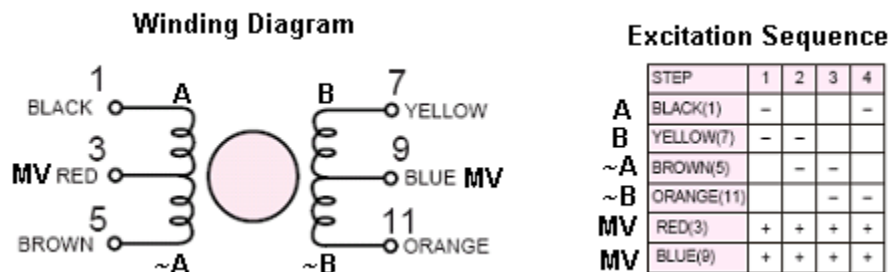 Winding Diagram
1
BLACK A
3
MV RED
5
BROWN
~A
7
B YELLOW
9
BLUE MV
11
ORANGE
~B
Excitation Sequence
STEP 1 2 3 4
A BLACK(1) – –
B YELLOW(7) – –
~A BROWN(5) – –
~B ORANGE(11) – –
MV RED(3) + + + +
MV BLUE(9) + + + +